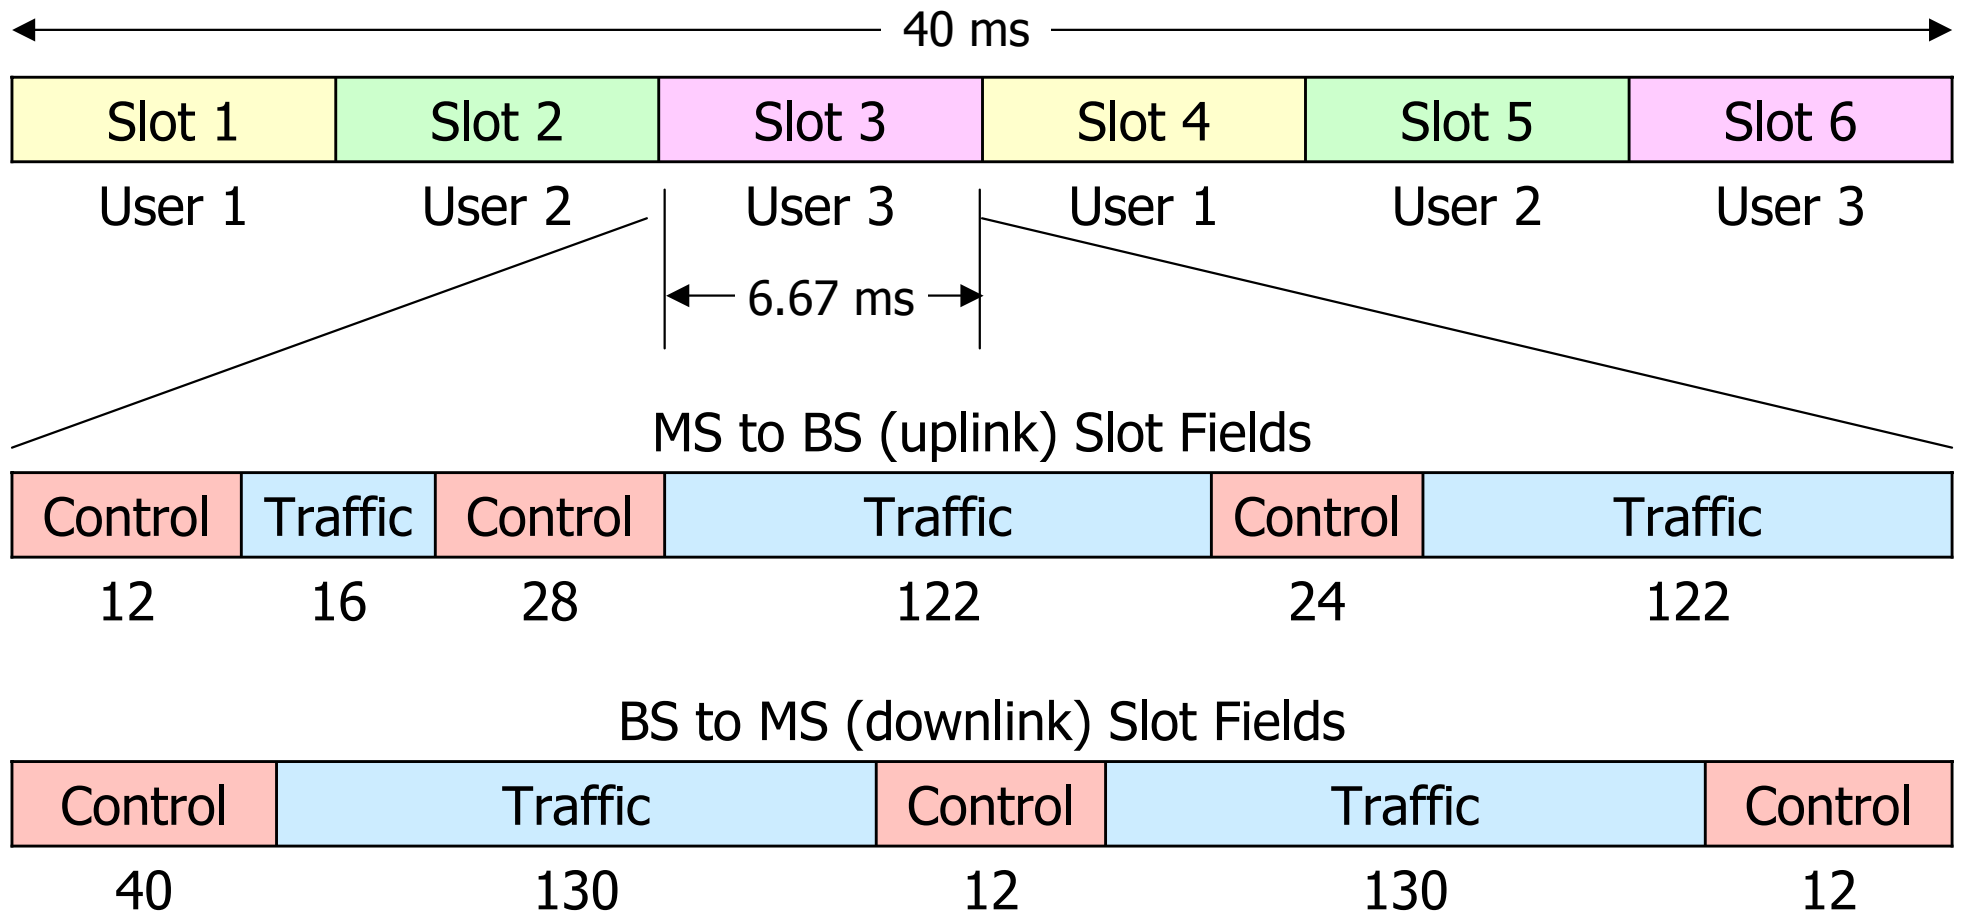 40 ms
Slot 1 Slot 2 Slot 3 Slot 4 Slot 5 Slot 6
User 1 User 2 User 3 User 1 User 2 User 3
6.67 ms
MS to BS (uplink) Slot Fields
Control Traffic Control Traffic Control Traffic
12 16 28 122 24 122
BS to MS (downlink) Slot Fields
Control Traffic Control Traffic Control
40 130 12 130 12